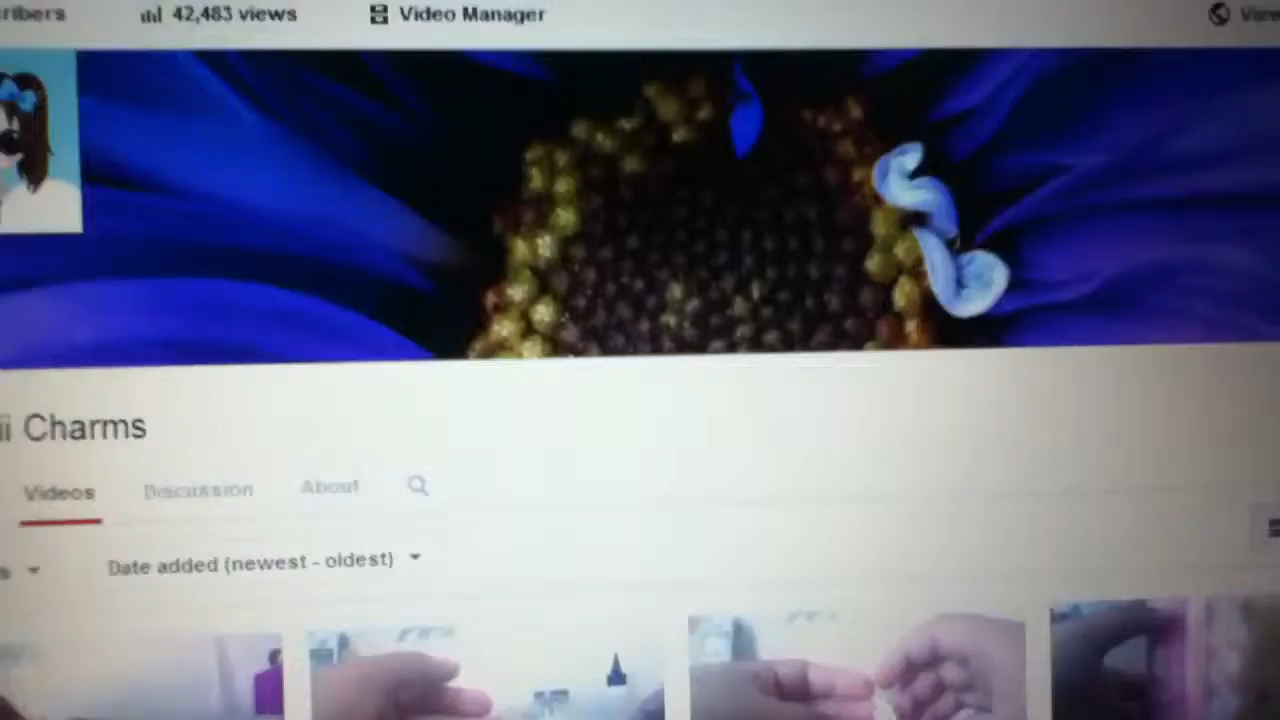 42,483 views Video Manager
Charms
Videos Discussion About
Date added (newest - oldest)